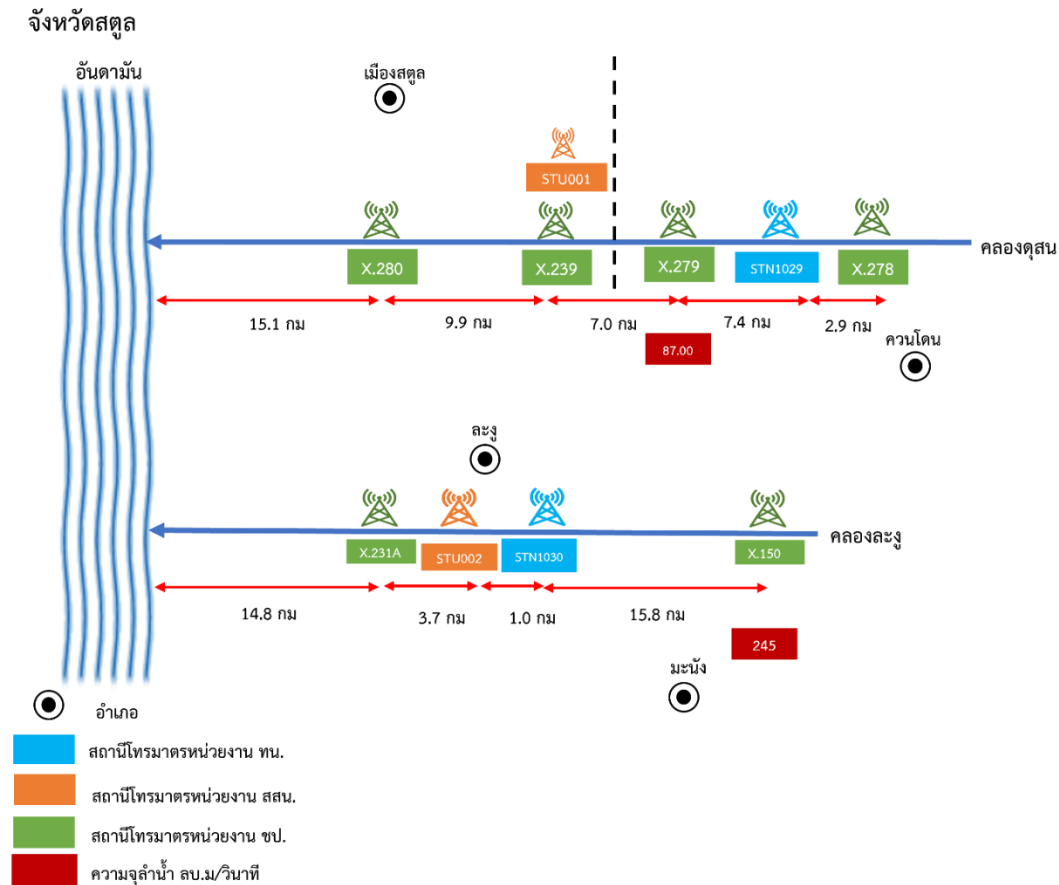 จังหวัดสตูล
อันดามัน
เมืองสตูล
STU001
X.280
X.239
X.279
STN1029
X.278
คลองดุสน
15.1 กม
9.9 กม
7.0 กม
7.4 กม
2.9 กม
87.00
ควนโดน
ละงู
X.231A
STU002
STN1030
X.150
คลองละงู
14.8 กม
3.7 กม
1.0 กม
15.8 กม
245
มะนัง
อำเภอ
สถานีโทรมาตรหน่วยงาน ทน.
สถานีโทรมาตรหน่วยงาน สสน.
สถานีโทรมาตรหน่วยงาน ชป.
ความจุลำน้ำ ลบ.ม/วินาที